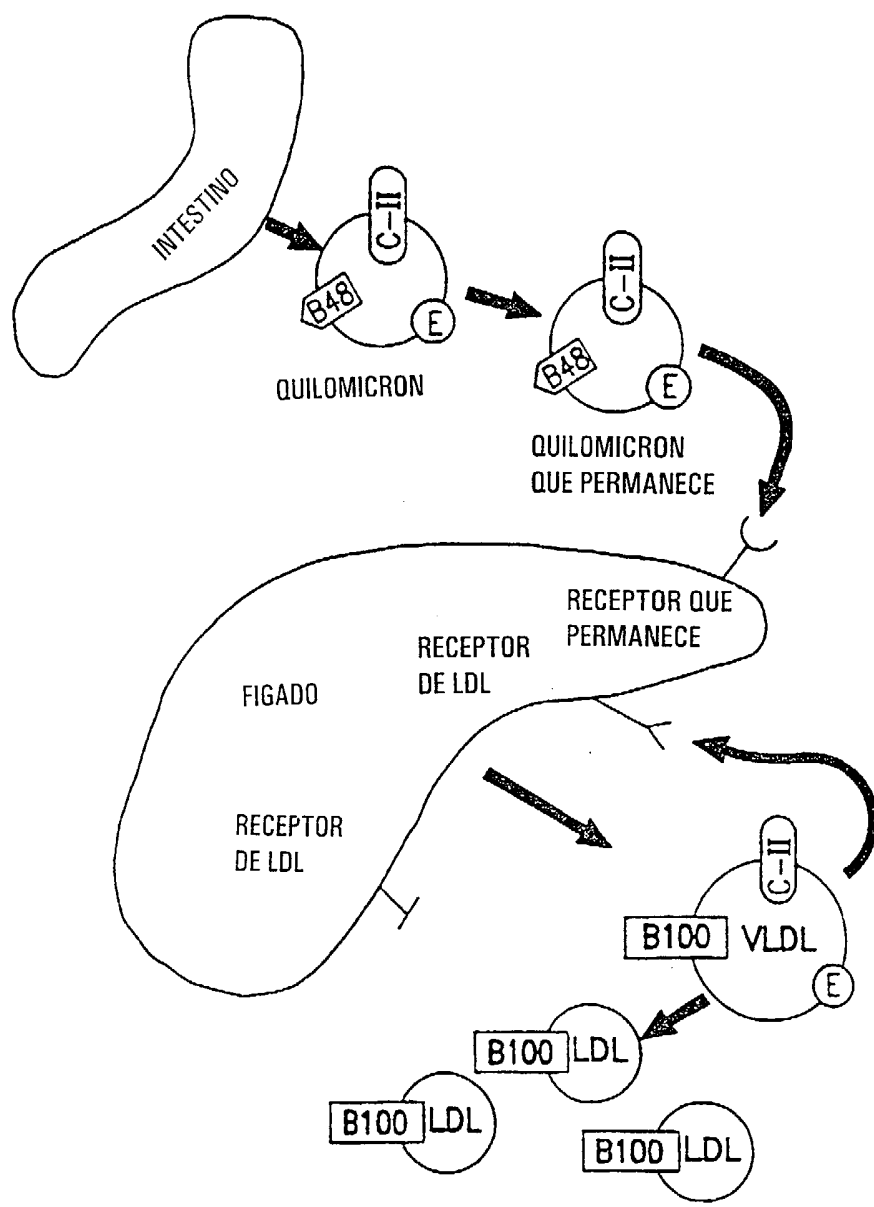 INTESTINO
C-II
B48
E
QUILOMICRON
C-II
B48
E
QUILOMICRON
QUE PERMANECE
RECEPTOR QUE
PERMANECE
RECEPTOR
DE LDL
FIGADO
RECEPTOR
DE LDL
C-II
B100 VLDL
E
B100 LDL
B100 LDL
B100 LDL